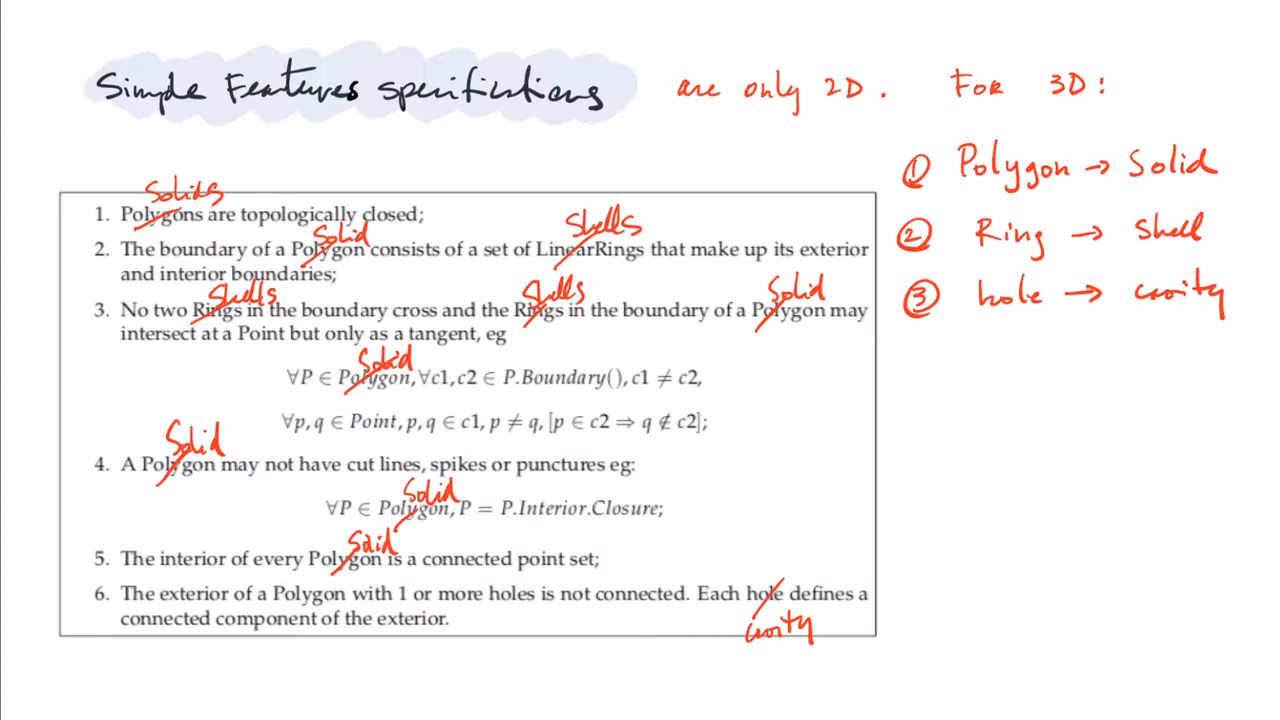 Simple Features specifications are only 2D. For 3D:
① Polygon → Solid
② Ring → Shell
③ hole → cavity
Solids
1. Polygons are topologically closed;
Solid Shells
2. The boundary of a Polygon consists of a set of LinearRings that make up its exterior
and interior boundaries;
Shells Shells Solid
3. No two Rings in the boundary cross and the Rings in the boundary of a Polygon may
intersect at a Point but only as a tangent, eg
Solid
∀P ∈ Polygon, ∀c1, c2 ∈ P.Boundary(), c1 ≠ c2,
∀p, q ∈ Point, p, q ∈ c1, p ≠ q, [p ∈ c2 ⇒ q ∉ c2];
Solid
4. A Polygon may not have cut lines, spikes or punctures eg:
Solid
∀P ∈ Polygon, P = P.Interior.Closure;
Solid
5. The interior of every Polygon is a connected point set;
6. The exterior of a Polygon with 1 or more holes is not connected. Each hole defines a
connected component of the exterior.
cavity